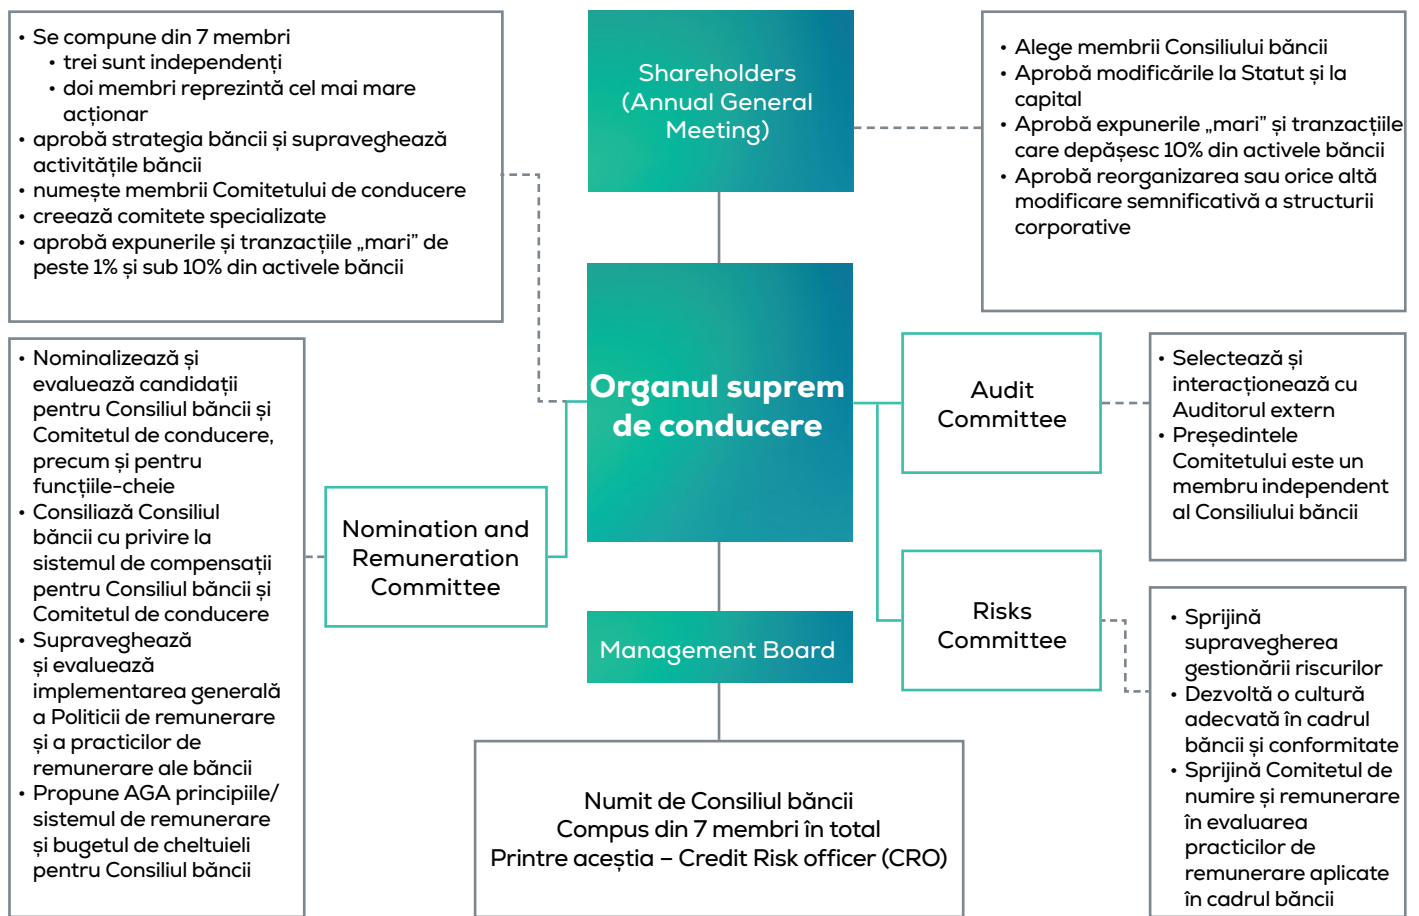 • Se compune din 7 membri
• trei sunt independenți
• doi membri reprezintă cel mai mare
acționar
• aprobă strategia băncii și supraveghează
activitățile băncii
• numește membrii Comitetului de conducere
• creează comitete specializate
• aprobă expunerile și tranzacțiile „mari” de
peste 1% și sub 10% din activele băncii
Shareholders
(Annual General
Meeting)
• Alege membrii Consiliului băncii
• Aprobă modificările la Statut și la
capital
• Aprobă expunerile „mari” și tranzacțiile
care depășesc 10% din activele băncii
• Aprobă reorganizarea sau orice altă
modificare semnificativă a structurii
corporative
• Nominalizează și
evaluează candidații
pentru Consiliul băncii și
Comitetul de conducere,
precum și pentru
funcțiile-cheie
• Consiliază Consiliul
băncii cu privire la
sistemul de compensații
pentru Consiliul băncii și
Comitetul de conducere
• Supraveghează
și evaluează
implementarea generală
a Politicii de remunerare
și a practicilor de
remunerare ale băncii
• Propune AGA principiile/
sistemul de remunerare
și bugetul de cheltuieli
pentru Consiliul băncii
Nomination and
Remuneration
Committee
Organul suprem
de conducere
Audit
Committee
• Selectează și
interacționează cu
Auditorul extern
• Președintele
Comitetului este un
membru independent
al Consiliului băncii
Risks
Committee
• Sprijină
supravegherea
gestionării riscurilor
• Dezvoltă o cultură
adecvată în cadrul
băncii și conformitate
• Sprijină Comitetul de
numire și remunerare
în evaluarea
practicilor de
remunerare aplicate
în cadrul băncii
Management Board
Numit de Consiliul băncii
Compus din 7 membri în total
Printre aceștia – Credit Risk officer (CRO)